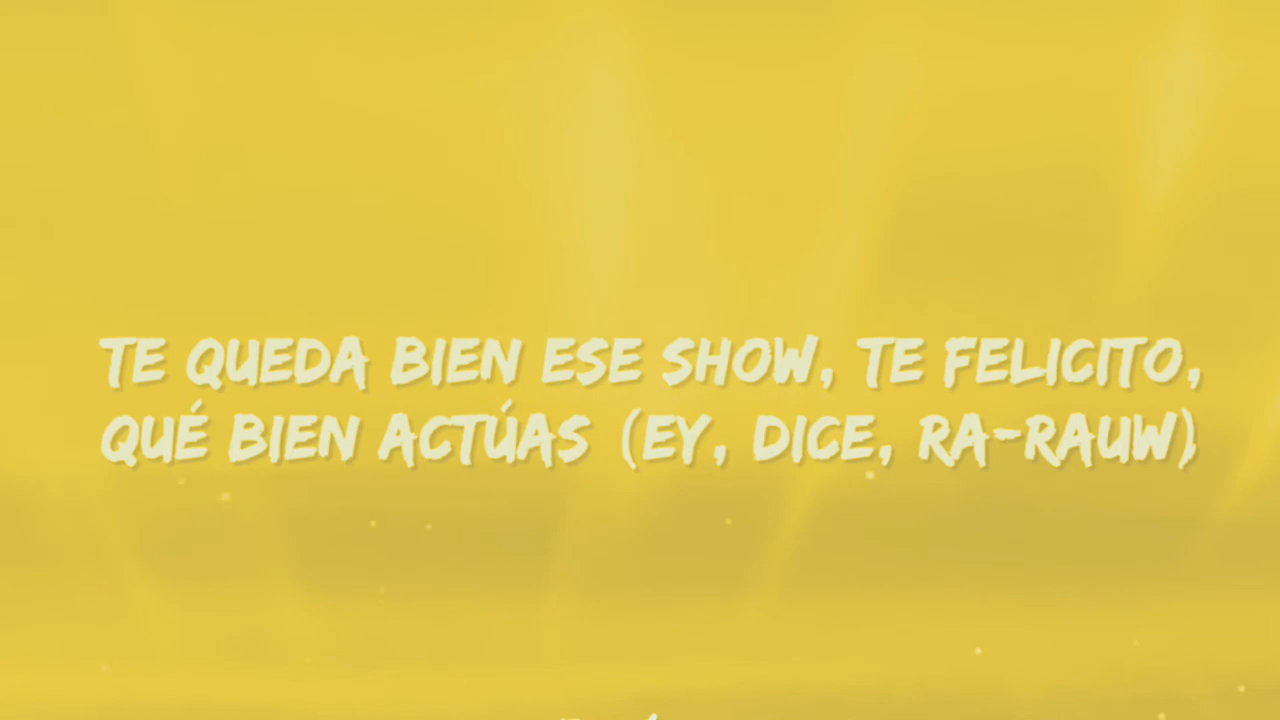 TE QUEDA BIEN ESE SHOW, TE FELICITO,
QUÉ BIEN ACTÚAS (EY, DICE, RA-RAUW)